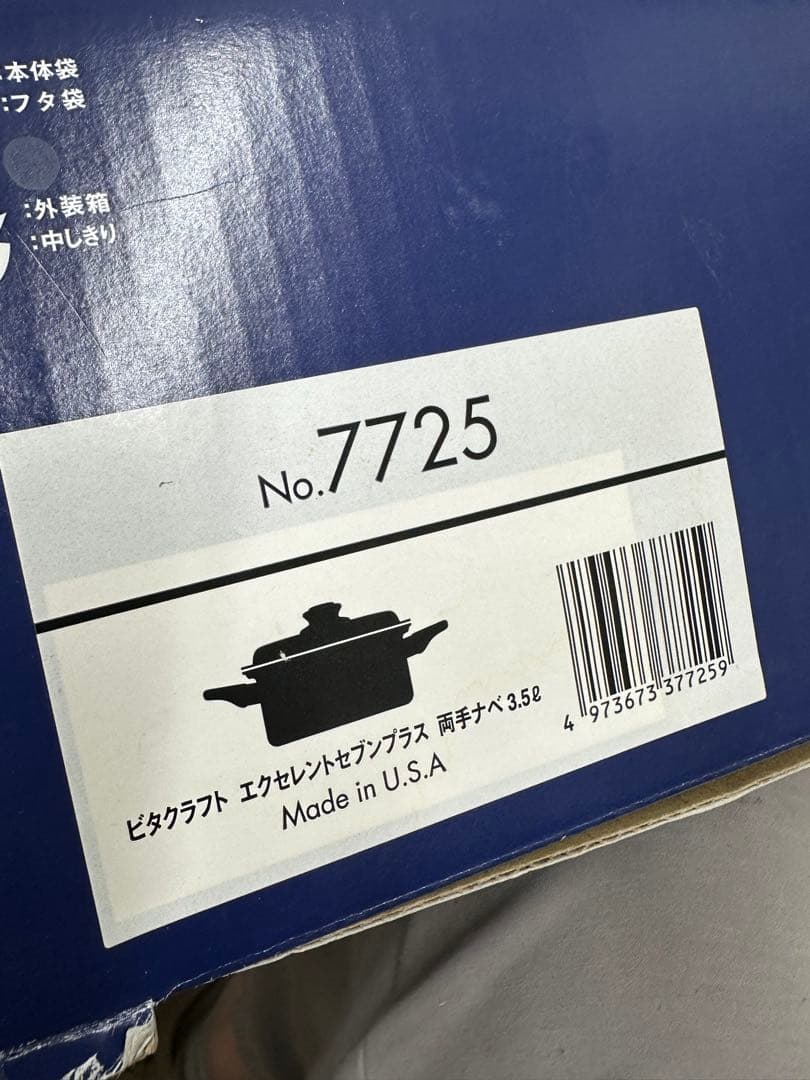 :本体袋
:フタ袋
:外装箱
:中しきり
No.7725
ビタクラフト エクセレントセブンプラス 両手ナベ 3.5ℓ
Made in U.S.A
4 973673 377259